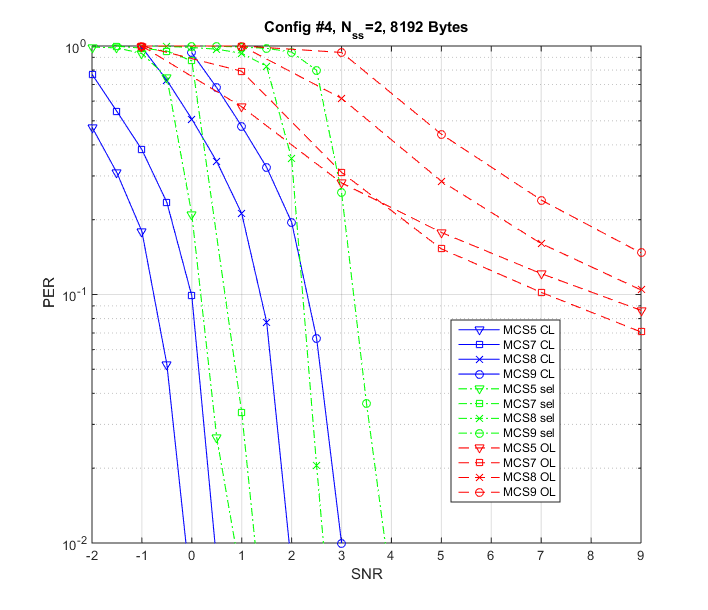 Config #4, Nss=2, 8192 Bytes
10^0
10^-1
10^-2
PER
MCS5 CL
MCS7 CL
MCS8 CL
MCS9 CL
MCS5 sel
MCS7 sel
MCS8 sel
MCS9 sel
MCS5 OL
MCS7 OL
MCS8 OL
MCS9 OL
-2 -1 0 1 2 3 4 5 6 7 8 9
SNR